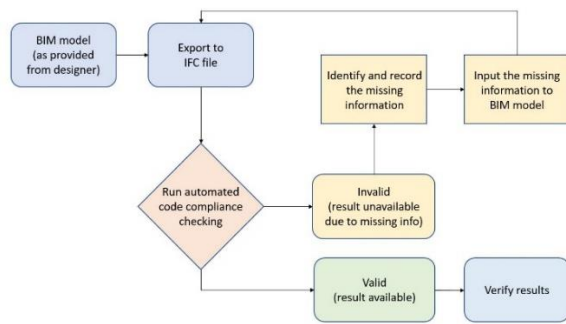 BIM model
(as provided
from designer)
Export to
IFC file
Identify and record
the missing
information
Input the missing
information to
BIM model
Run automated
code compliance
checking
Invalid
(result unavailable
due to missing info)
Valid
(result available)
Verify results